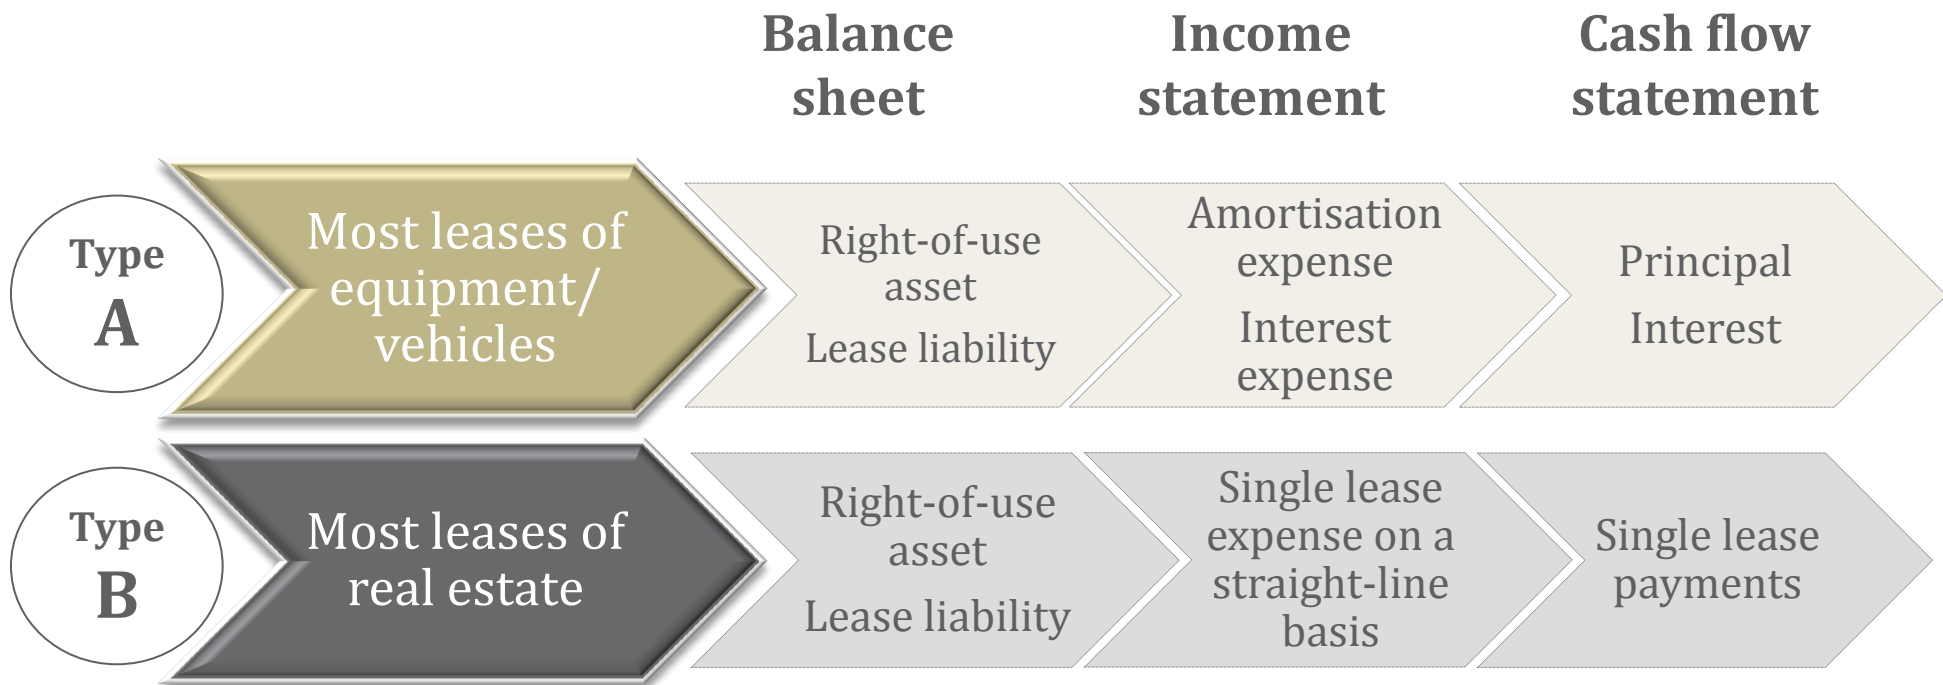 Balance
sheet
Income
statement
Cash flow
statement
Type
A
Most leases of
equipment/
vehicles
Right-of-use
asset
Lease liability
Amortisation
expense
Interest
expense
Principal
Interest
Type
B
Most leases of
real estate
Right-of-use
asset
Lease liability
Single lease
expense on a
straight-line
basis
Single lease
payments